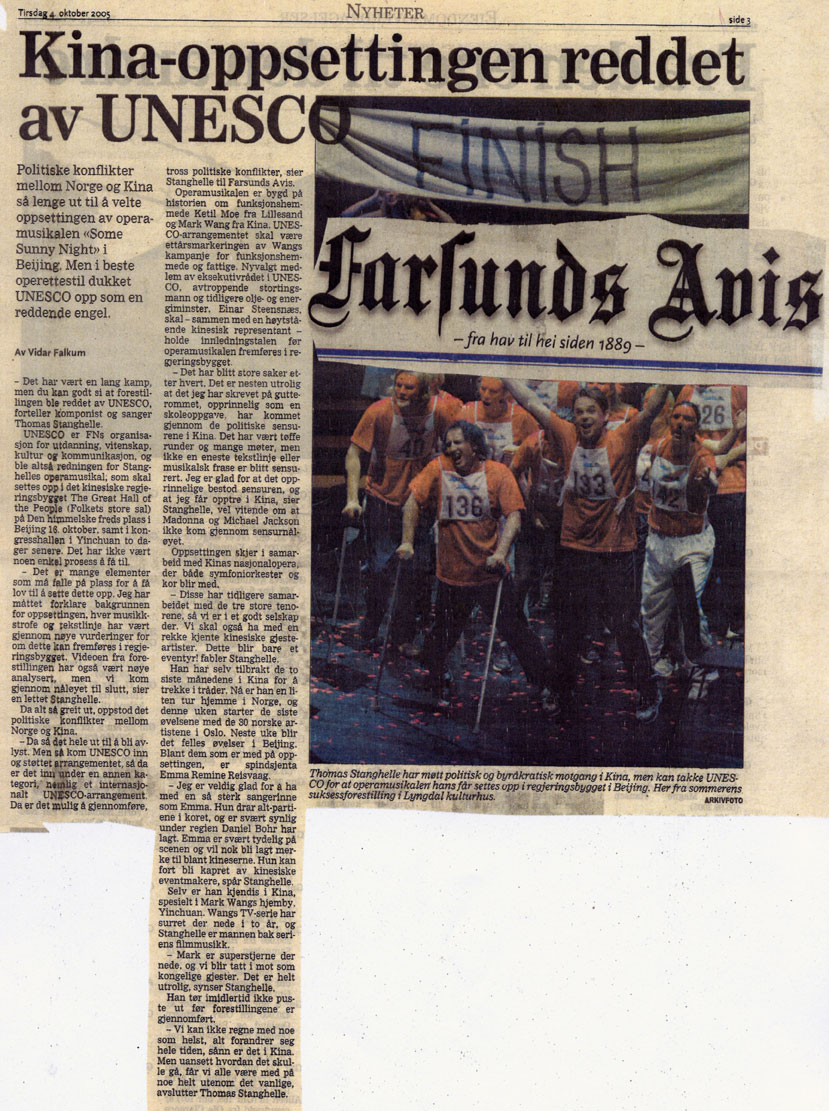 Tirsdag 4. oktober 2005
NYHETER
side 3
Kina-oppsettingen reddet
av UNESCO
Politiske konflikter
mellom Norge og Kina
så lenge ut til å velte
oppsettingen av opera-
musikalen «Some
Sunny Night» i
Beijing. Men i beste
operettestil dukket
UNESCO opp som en
reddende engel.
Av Vidar Falkum
– Det har vært en lang kamp,
men du kan godt si at forestil-
lingen ble reddet av UNESCO,
forteller komponist og sanger
Thomas Stanghelle.
UNESCO er FNs organisa-
sjon for utdanning, vitenskap,
kultur og kommunikasjon, og
ble altså redningen for Stang-
helles operamusikal, som skal
settes opp i det kinesiske regje-
ringsbygget The Great Hall of
the People (Folkets store sal)
på Den himmelske freds plass i
Beijing 16. oktober, samt i kon-
gresshallen i Yinchuan to da-
ger senere. Det har ikke vært
noen enkel prosess å få til.
– Det er mange elementer
som må falle på plass for å få
lov til å sette dette opp. Jeg har
måttet forklare bakgrunnen
for oppsettingen, hver musikk-
strofe og tekstlinje har vært
gjennom nøye vurderinger for
om dette kan fremføres i regje-
ringsbygget. Videoen fra fore-
stillingen har også vært nøye
analysert, men vi kom
gjennom nåløyet til slutt, sier
en lettet Stanghelle.
Da alt så greit ut, oppstod det
politiske konflikter mellom
Norge og Kina.
– Da så det hele ut til å bli av-
lyst. Men så kom UNESCO inn
og støttet arrangementet, så da
er det inn under en annen ka-
tegori, nemlig et internasjo-
nalt UNESCO-arrangement.
Da er det mulig å gjennomføre,
tross politiske konflikter, sier
Stanghelle til Farsunds Avis.
Operamusikalen er bygd på
historien om funksjonshem-
mede Ketil Moe fra Lillesand
og Mark Wang fra Kina. UNES-
CO-arrangementet skal være
ettårsmarkeringen av Wangs
kampanje for funksjonshem-
mede og fattige. Nyvalgt med-
lem av eksekutivrådet i UNES-
CO, avtroppende stortings-
mann og tidligere olje- og ener-
giminster, Einar Steensnæs,
skal – sammen med en høytstå-
ende kinesisk representant –
holde innledningstalen før
operamusikalen fremføres i re-
gjeringsbygget.
– Det har blitt store saker et-
ter hvert. Det er nesten utrolig
at det jeg har skrevet på gutte-
rommet, opprinnelig som en
skoleoppgave, har kommet
gjennom de politiske sensu-
rene i Kina. Det har vært tøffe
runder og mange møter, men
ikke en eneste tekstlinje eller
musikalsk frase er blitt sensu-
rert. Jeg er glad for at det opp-
rinnelige bestod sensuren, og
at jeg får opptre i Kina, sier
Stanghelle, vel vitende om at
Madonna og Michael Jackson
ikke kom gjennom sensurnål-
øyet.
Oppsettingen skjer i samar-
beid med Kinas nasjonalopera,
der både symfoniorkester og
kor blir med.
– Disse har tidligere samar-
beidet med de tre store teno-
rene, så vi er i et godt selskap
der. Vi skal også ha med en
rekke kjente kinesiske gjeste-
artister. Dette blir bare et
eventyr! fabler Stanghelle.
Han har selv tilbrakt de to
siste månedene i Kina for å
trekke i tråder. Nå er han en li-
ten tur hjemme i Norge, og
denne uken starter de siste
øvelsene med de 30 norske ar-
tistene i Oslo. Neste uke blir
det felles øvelser i Beijing.
Blant dem som er med på opp-
settingen, er spindsjenta
Emma Remine Reisvaag.
– Jeg er veldig glad for å ha
med en så sterk sangerinne
som Emma. Hun drar alt-parti-
ene i koret, og er svært synlig
under regien Daniel Bohr har
lagt. Emma er svært tydelig på
scenen og vil nok bli lagt mer-
ke til blant kineserne. Hun kan
fort bli kapret av kinesiske
eventmakere, spår Stanghelle.
Selv er han kjendis i Kina,
spesielt i Mark Wangs hjemby,
Yinchuan. Wangs TV-serie har
surret der nede i to år, og
Stanghelle er mannen bak seri-
ens filmmusikk.
– Mark er superstjerne der
nede, og vi blir tatt i mot som
kongelige gjester. Det er helt
utrolig, synser Stanghelle.
Han tør imidlertid ikke pus-
te ut før forestillingene er
gjennomført.
– Vi kan ikke regne med noe
som helst, alt forandrer seg
hele tiden, sånn er det i Kina.
Men uansett hvordan det skul-
le gå, får vi alle være med på
noe helt utenom det vanlige,
avslutter Thomas Stanghelle.
FINISH
Farsunds Avis
– fra hav til hei siden 1889 –
40
136
133
26
Thomas Stanghelle har møtt politisk og byråkratisk motgang i Kina, men kan takke UNES-
CO for at operamusikalen hans får settes opp i regjeringsbygget i Beijing. Her fra sommerens
suksessforestilling i Lyngdal kulturhus.
ARKIVFOTO